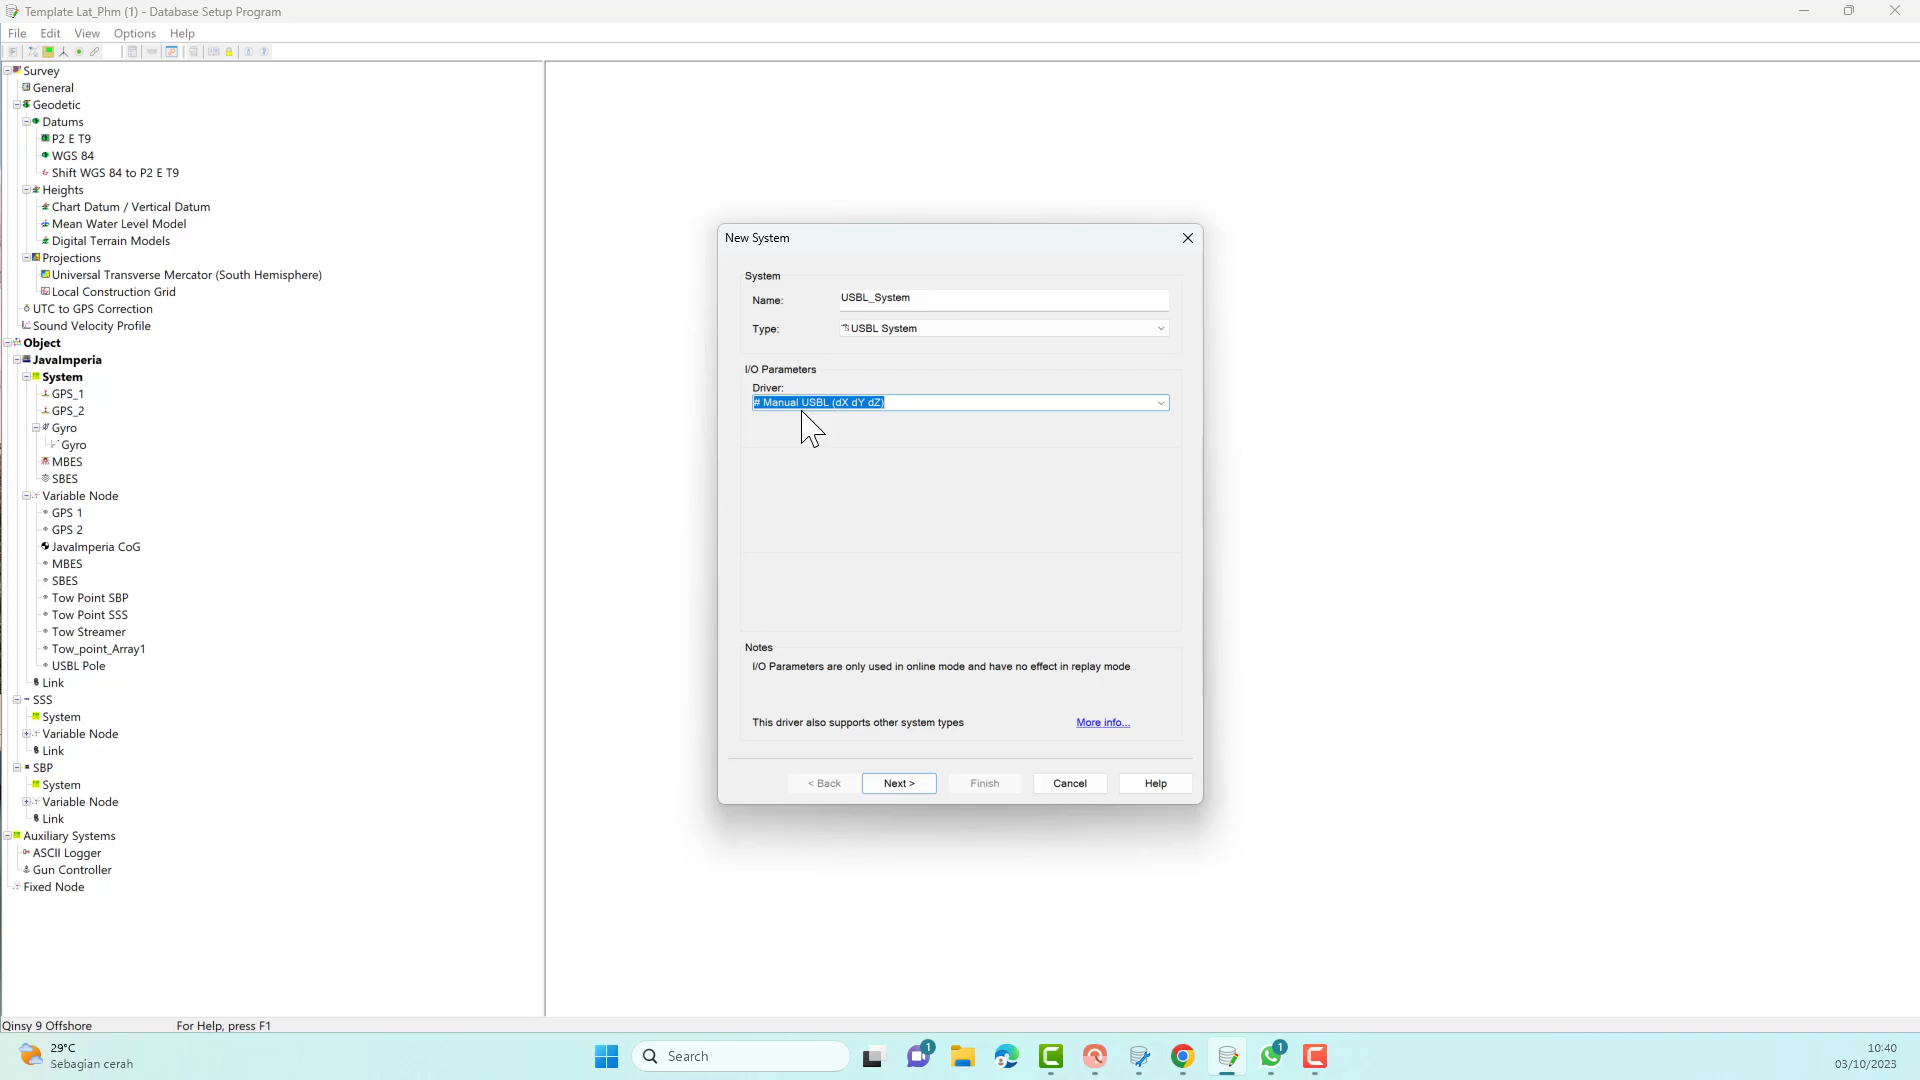 Template Lat_Phm (1) - Database Setup Program
File Edit View Options Help
Survey
General
Geodetic
Datums
P2 E T9
WGS 84
Shift WGS 84 to P2 E T9
Heights
Chart Datum / Vertical Datum
Mean Water Level Model
Digital Terrain Models
Projections
Universal Transverse Mercator (South Hemisphere)
Local Construction Grid
UTC to GPS Correction
Sound Velocity Profile
Object
JavaImperia
System
GPS_1
GPS_2
Gyro
Gyro
MBES
SBES
Variable Node
GPS 1
GPS 2
JavaImperia CoG
MBES
SBES
Tow Point SBP
Tow Point SSS
Tow Streamer
Tow_point_Array1
USBL Pole
Link
SSS
System
Variable Node
Link
SBP
System
Variable Node
Link
Auxiliary Systems
ASCII Logger
Gun Controller
Fixed Node
New System
System
Name: USBL_System
Type: USBL System
I/O Parameters
Driver:
# Manual USBL (dX dY dZ)
Notes
I/O Parameters are only used in online mode and have no effect in replay mode
This driver also supports other system types More info...
< Back Next > Finish Cancel Help
Qinsy 9 Offshore For Help, press F1
29°C
Sebagian cerah
Search
1
1
10:40
03/10/2023